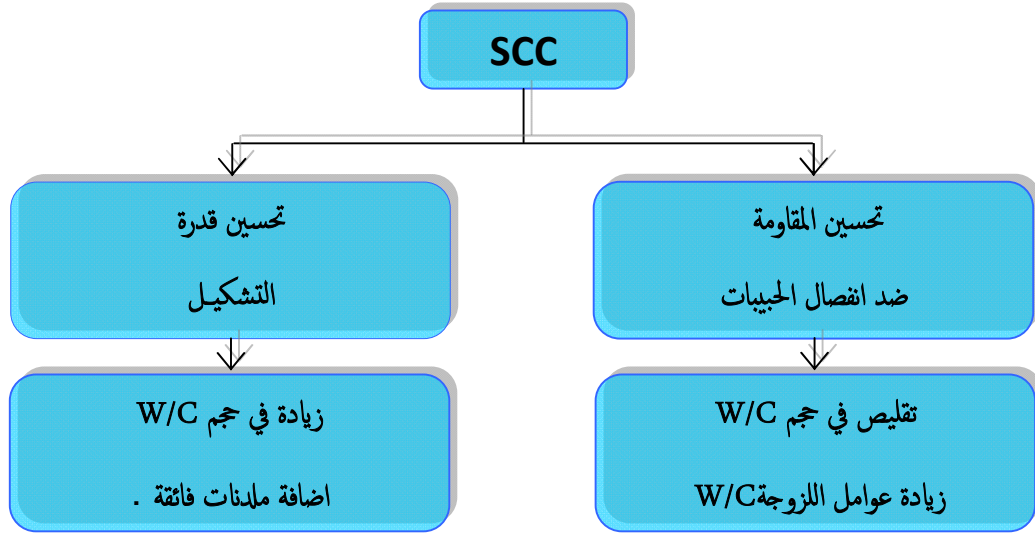 SCC
تحسين المقاومة
ضد انفصال الحبيبات
تحسين قدرة
التشكيـل
تقليص في حجم W/C
زيادة عوامل اللزوجةW/C
زيادة في حجم W/C
اضافة ملدنات فائقة .